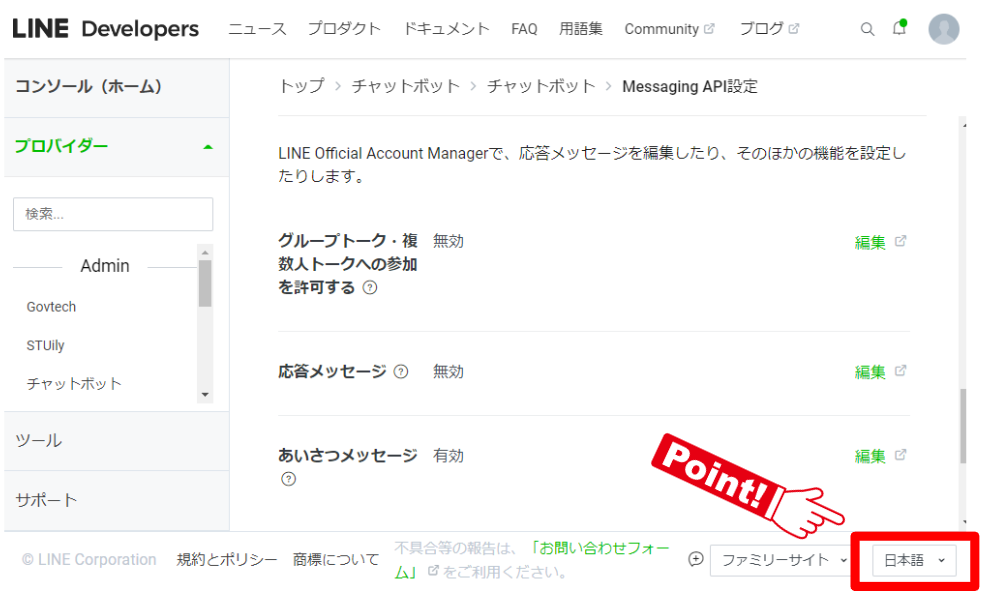 LINE Developers ニュース プロダクト ドキュメント FAQ 用語集 Community ブログ
コンソール（ホーム）
プロバイダー
検索...
Admin
Govtech
STUily
チャットボット
ツール
サポート
トップ > チャットボット > チャットボット > Messaging API設定
LINE Official Account Managerで、応答メッセージを編集したり、そのほかの機能を設定し
たりします。
グループトーク・複 無効 編集
数人トークへの参加
を許可する ?
応答メッセージ ? 無効 編集
あいさつメッセージ 有効 編集
?
Point!
© LINE Corporation 規約とポリシー 商標について
不具合等の報告は、「お問い合わせフォー
ム」をご利用ください。
ファミリーサイト 日本語